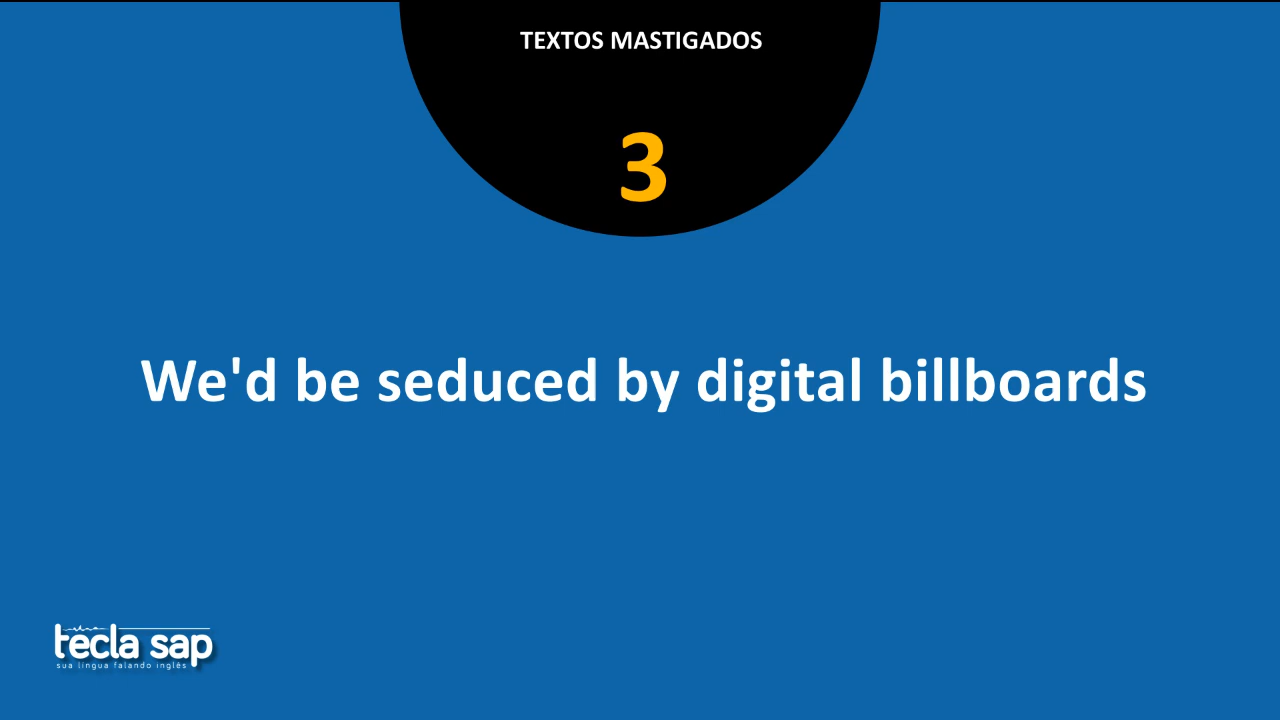 TEXTOS MASTIGADOS
3
We'd be seduced by digital billboards
tecla sap
sua língua falando inglês